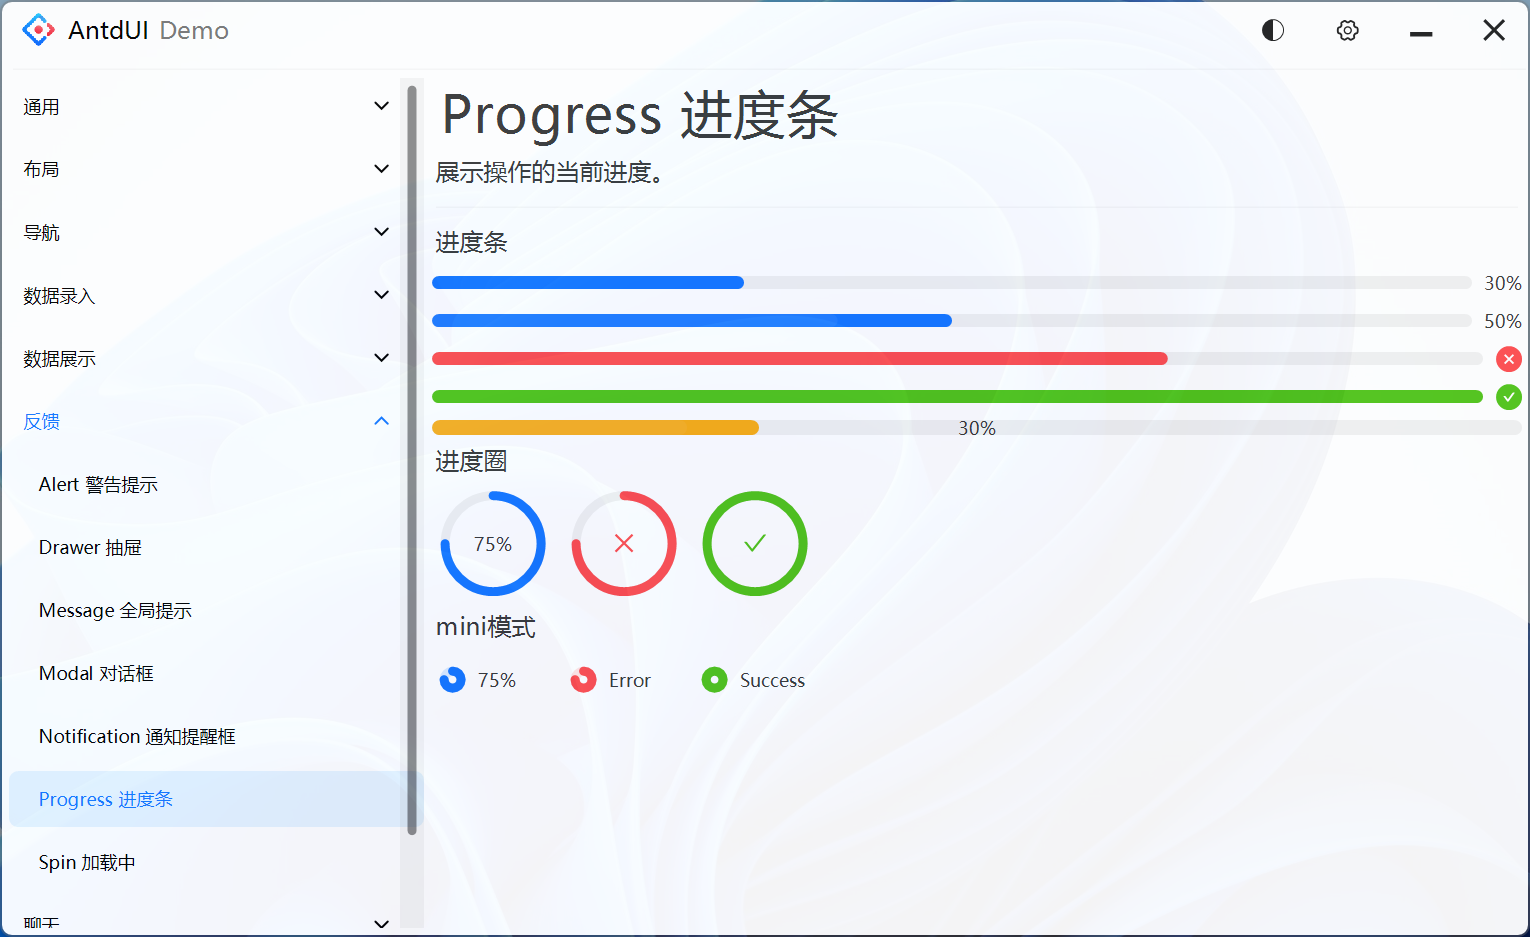 AntdUI Demo
通用
布局
导航
数据录入
数据展示
反馈
Alert 警告提示
Drawer 抽屉
Message 全局提示
Modal 对话框
Notification 通知提醒框
Progress 进度条
Spin 加载中
聊天
Progress 进度条
展示操作的当前进度。
进度条
30%
50%
30%
进度圈
75%
mini模式
75% Error Success